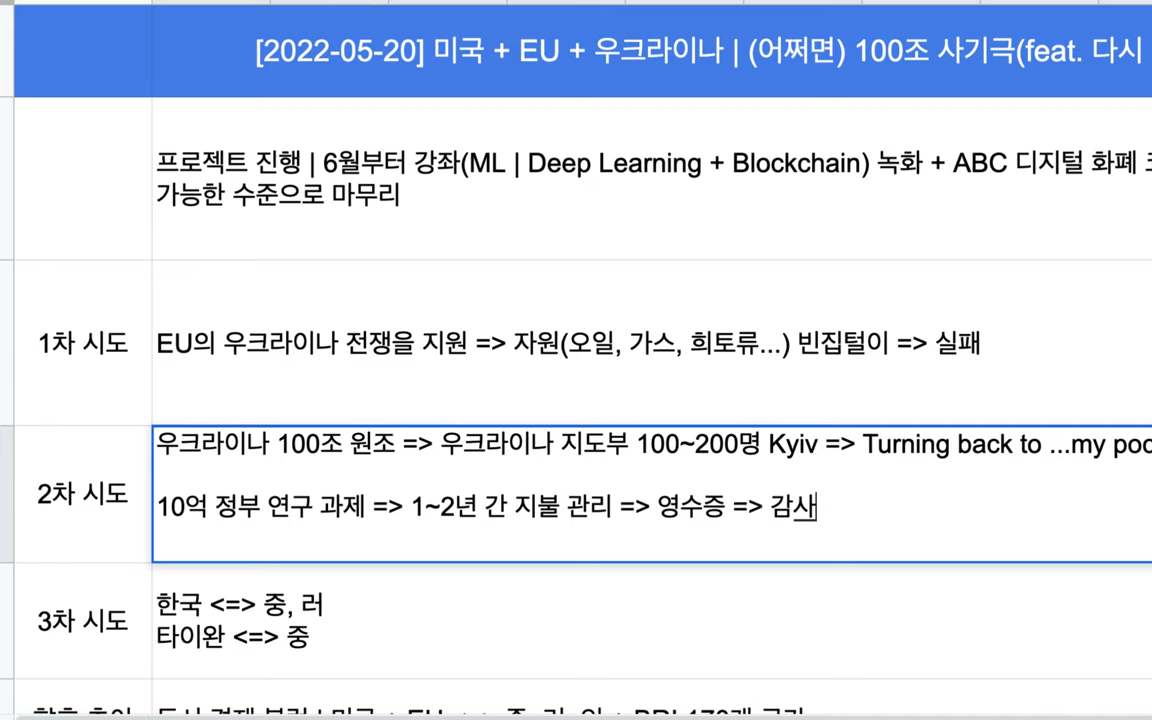 [2022-05-20] 미국 + EU + 우크라이나 | (어쩌면) 100조 사기극(feat. 다시
프로젝트 진행 | 6월부터 강좌(ML | Deep Learning + Blockchain) 녹화 + ABC 디지털 화폐
가능한 수준으로 마무리
1차 시도
EU의 우크라이나 전쟁을 지원 => 자원(오일, 가스, 희토류...) 빈집털이 => 실패
2차 시도
우크라이나 100조 원조 => 우크라이나 지도부 100~200명 Kyiv => Turning back to ...my
10억 정부 연구 과제 => 1~2년 간 지불 관리 => 영수증 => 감사
3차 시도
한국 <=> 중, 러
타이완 <=> 중